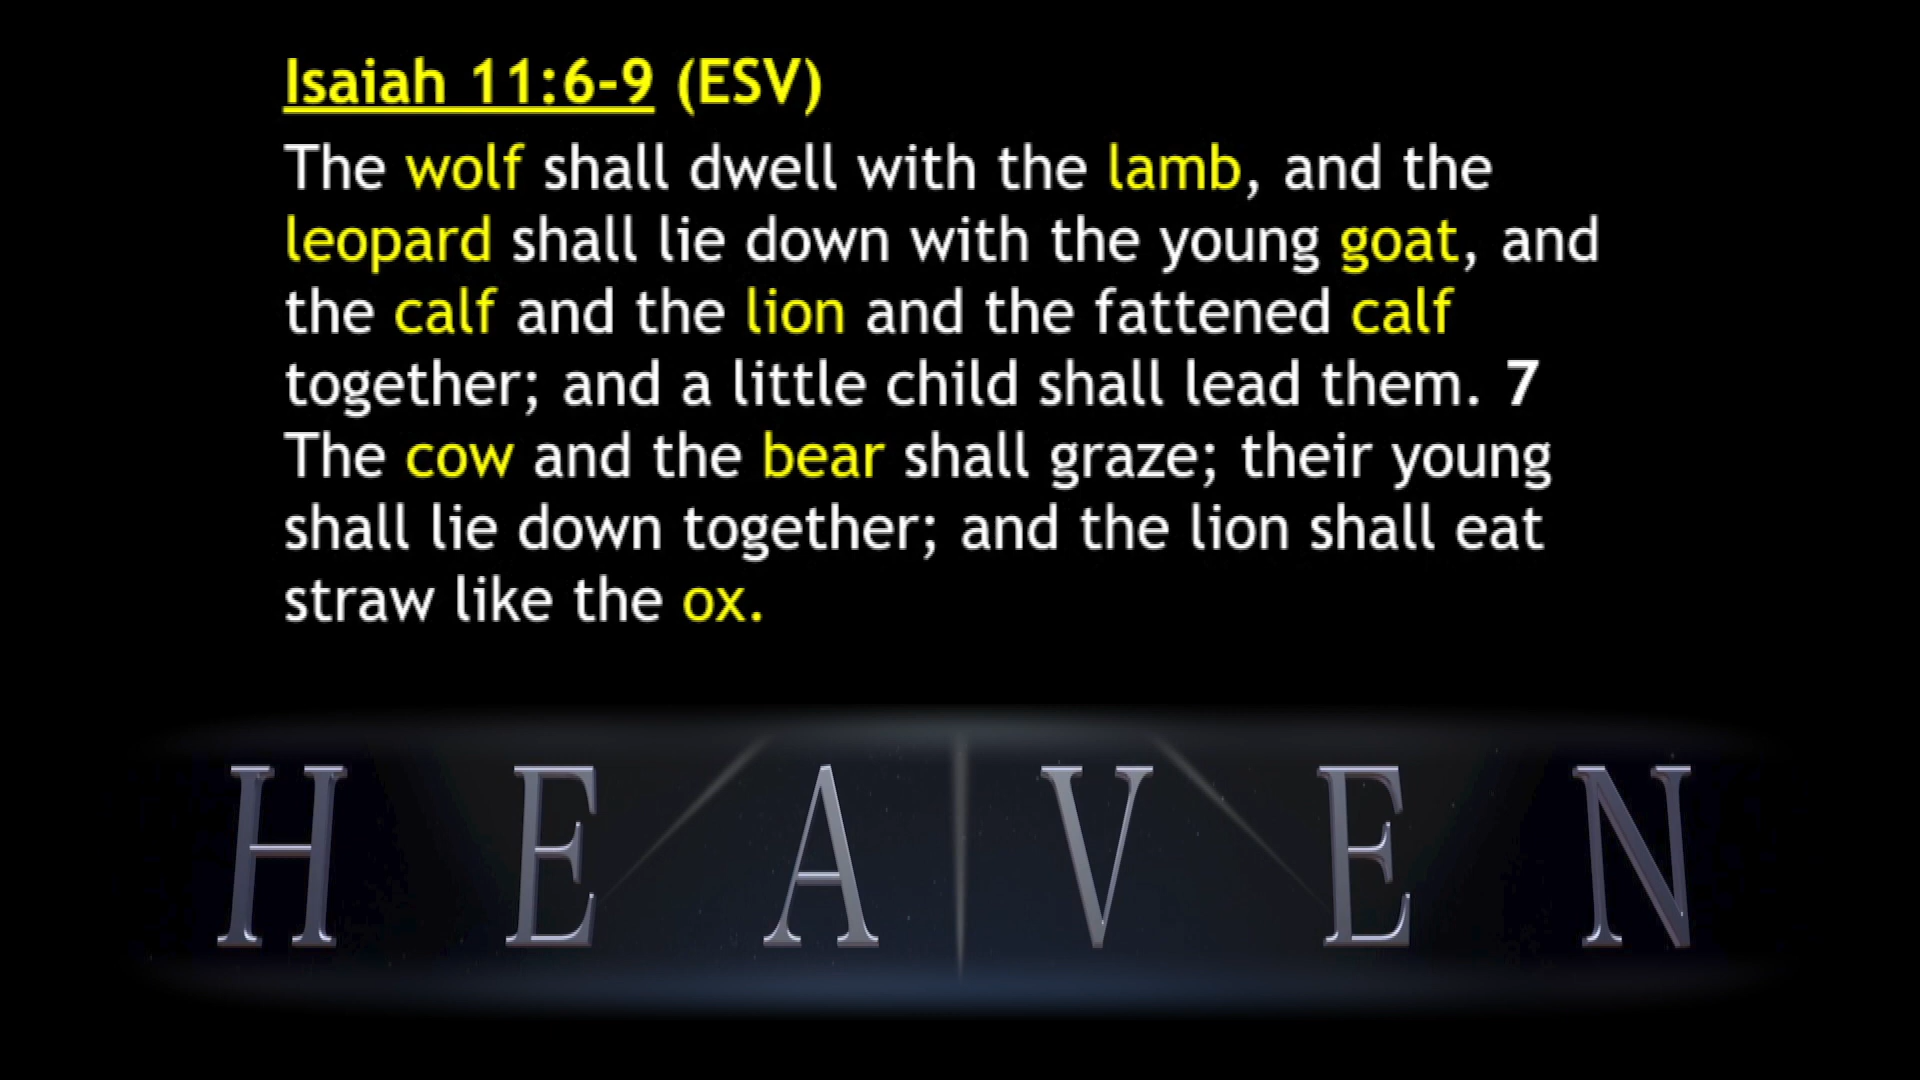 Isaiah 11:6-9 (ESV)
The wolf shall dwell with the lamb, and the
leopard shall lie down with the young goat, and
the calf and the lion and the fattened calf
together; and a little child shall lead them. 7
The cow and the bear shall graze; their young
shall lie down together; and the lion shall eat
straw like the ox.
HEAVEN